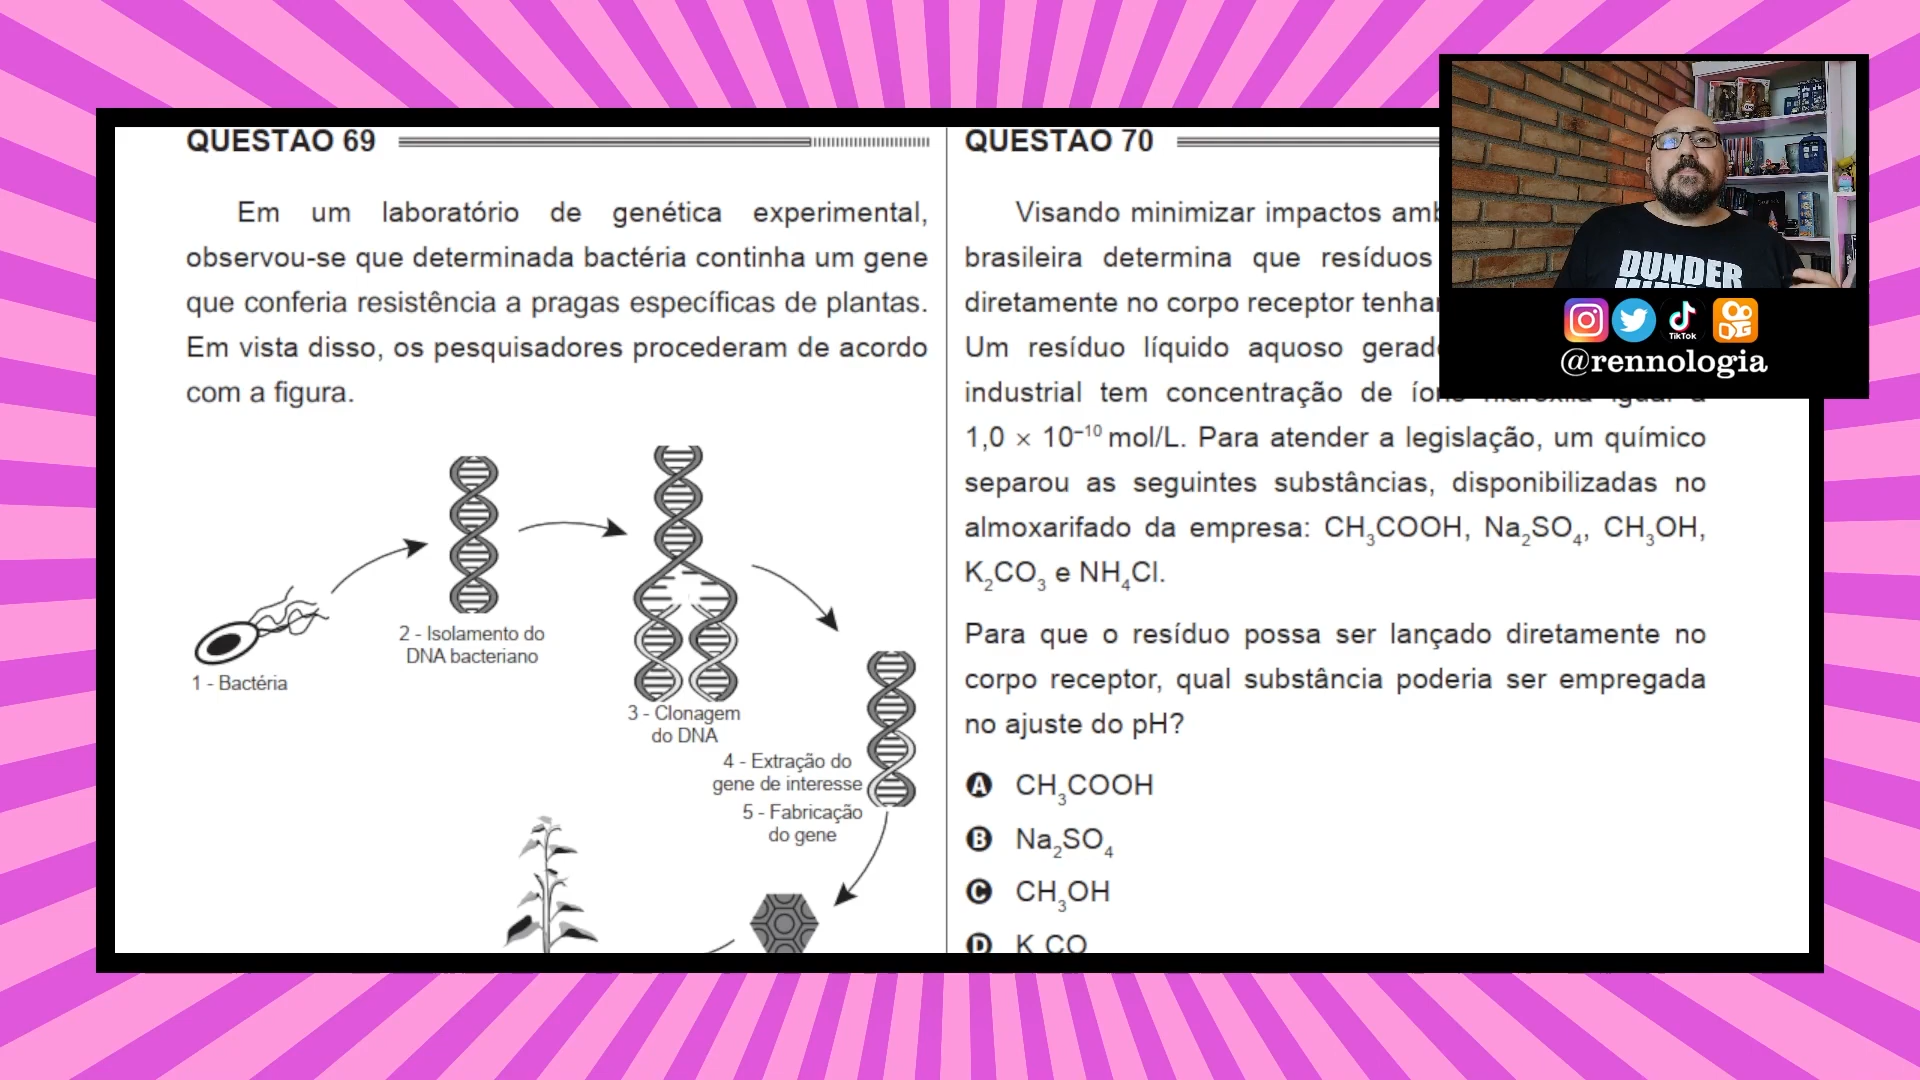 QUESTAO 69
Em um laboratório de genética experimental,
observou-se que determinada bactéria continha um gene
que conferia resistência a pragas específicas de plantas.
Em vista disso, os pesquisadores procederam de acordo
com a figura.
1 - Bactéria
2 - Isolamento do
DNA bacteriano
3 - Clonagem
do DNA
4 - Extração do
gene de interesse
5 - Fabricação
do gene
QUESTAO 70
Visando minimizar impactos
brasileira determina que resíduos
diretamente no corpo receptor
Um resíduo líquido aquoso
industrial tem concentração de
1,0 × 10⁻¹⁰ mol/L. Para atender a legislação, um químico
separou as seguintes substâncias, disponibilizadas no
almoxarifado da empresa: CH₃COOH, Na₂SO₄, CH₃OH,
K₂CO₃ e NH₄Cl.
Para que o resíduo possa ser lançado diretamente no
corpo receptor, qual substância poderia ser empregada
no ajuste do pH?
A CH₃COOH
B Na₂SO₄
C CH₃OH
D K CO
DUNDER
TikTok
@rennologia